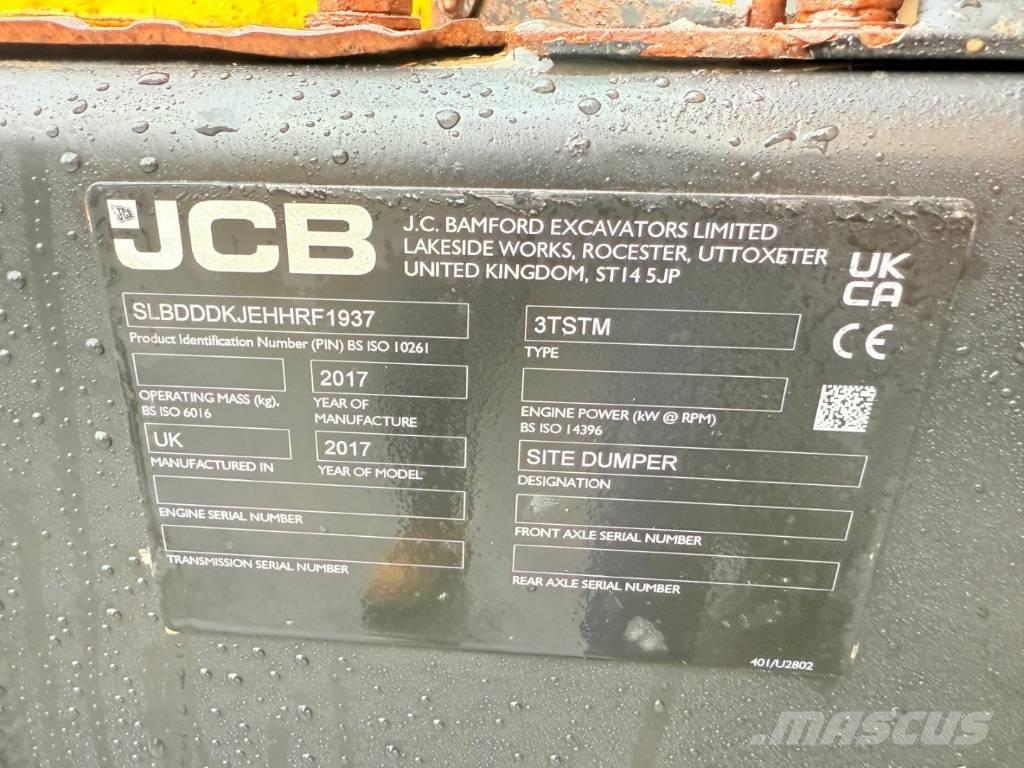 JCB
J.C. BAMFORD EXCAVATORS LIMITED
LAKESIDE WORKS, ROCESTER, UTTOXETER
UNITED KINGDOM, ST14 5JP
UK
CA
CE
SLBDDDKJEHHRF1937
Product Identification Number (PIN) BS ISO 10261
OPERATING MASS (kg),
BS ISO 6016
2017
YEAR OF
MANUFACTURE
UK
MANUFACTURED IN
2017
YEAR OF MODEL
ENGINE SERIAL NUMBER
TRANSMISSION SERIAL NUMBER
3TSTM
TYPE
ENGINE POWER (kW @ RPM)
BS ISO 14396
SITE DUMPER
DESIGNATION
FRONT AXLE SERIAL NUMBER
REAR AXLE SERIAL NUMBER
401/U2802
MASCUS